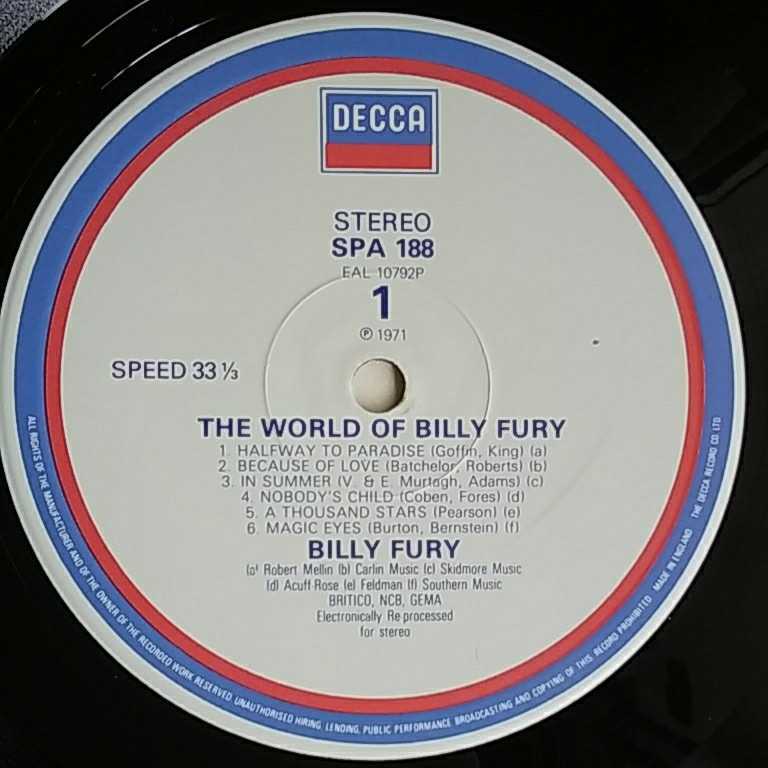 DECCA
STEREO
SPA 188
EAL 10792P
1
℗ 1971
SPEED 33 ⅓
THE WORLD OF BILLY FURY
1. HALFWAY TO PARADISE (Goffin, King) (a)
2. BECAUSE OF LOVE (Batchelor, Roberts) (b)
3. IN SUMMER (V. & E. Murtagh, Adams) (c)
4. NOBODY'S CHILD (Coben, Fores) (d)
5. A THOUSAND STARS (Pearson) (e)
6. MAGIC EYES (Burton, Bernstein) (f)
BILLY FURY
(a) Robert Mellin (b) Carlin Music (c) Skidmore Music
(d) Acuff-Rose (e) Feldman (f) Southern Music
BRITICO, NCB, GEMA
Electronically Re-processed
for stereo
ALL RIGHTS OF THE MANUFACTURER AND OF THE OWNER OF THE RECORDED WORK RESERVED. UNAUTHORISED HIRING, LENDING, PUBLIC PERFORMANCE BROADCASTING AND COPYING OF THIS RECORD PROHIBITED. MADE IN ENGLAND. THE DECCA RECORD CO. LTD